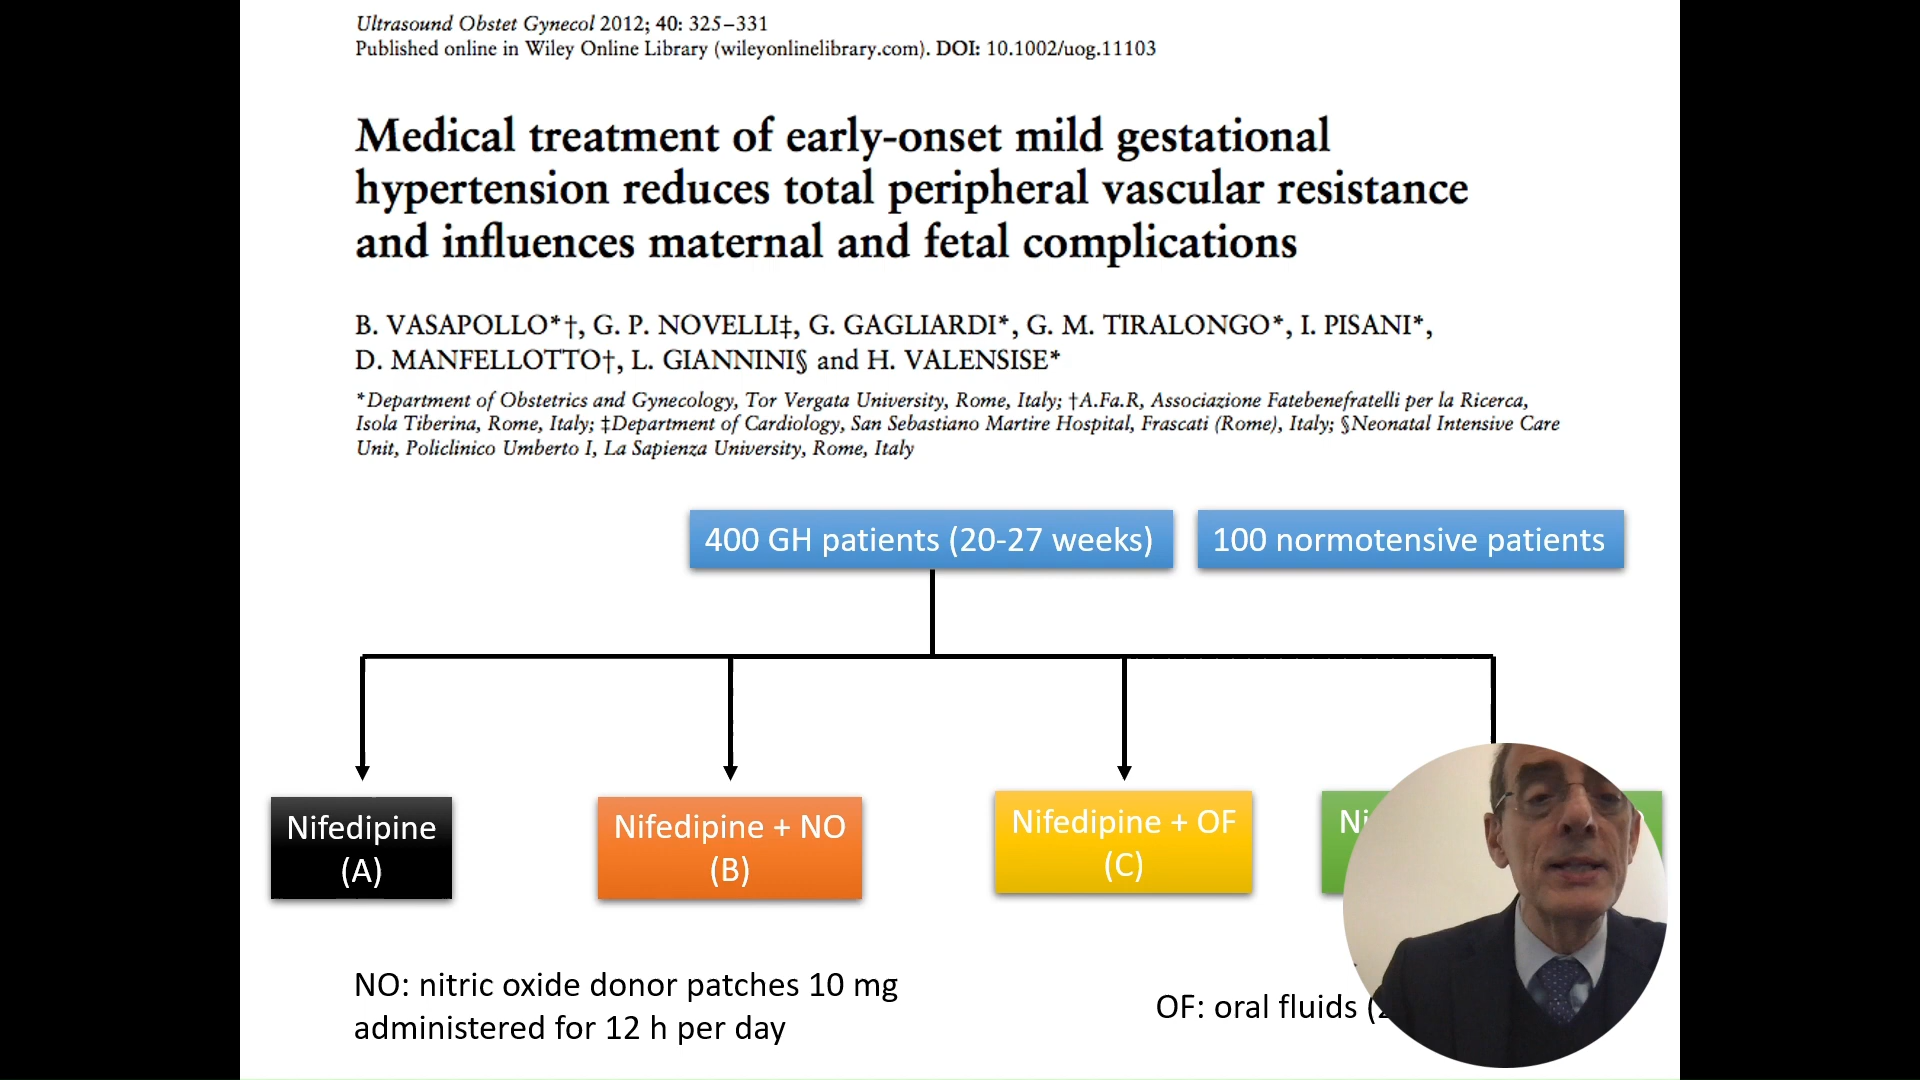 Ultrasound Obstet Gynecol 2012; 40: 325–331
Published online in Wiley Online Library (wileyonlinelibrary.com). DOI: 10.1002/uog.11103
Medical treatment of early-onset mild gestational
hypertension reduces total peripheral vascular resistance
and influences maternal and fetal complications
B. VASAPOLLO*†, G. P. NOVELLI‡, G. GAGLIARDI*, G. M. TIRALONGO*, I. PISANI*,
D. MANFELLOTTO†, L. GIANNINI§ and H. VALENSISE*
*Department of Obstetrics and Gynecology, Tor Vergata University, Rome, Italy; †A.Fa.R, Associazione Fatebenefratelli per la Ricerca,
Isola Tiberina, Rome, Italy; ‡Department of Cardiology, San Sebastiano Martire Hospital, Frascati (Rome), Italy; §Neonatal Intensive Care
Unit, Policlinico Umberto I, La Sapienza University, Rome, Italy
400 GH patients (20-27 weeks)
100 normotensive patients
Nifedipine
(A)
Nifedipine + NO
(B)
Nifedipine + OF
(C)
NO: nitric oxide donor patches 10 mg
administered for 12 h per day
OF: oral fluids (